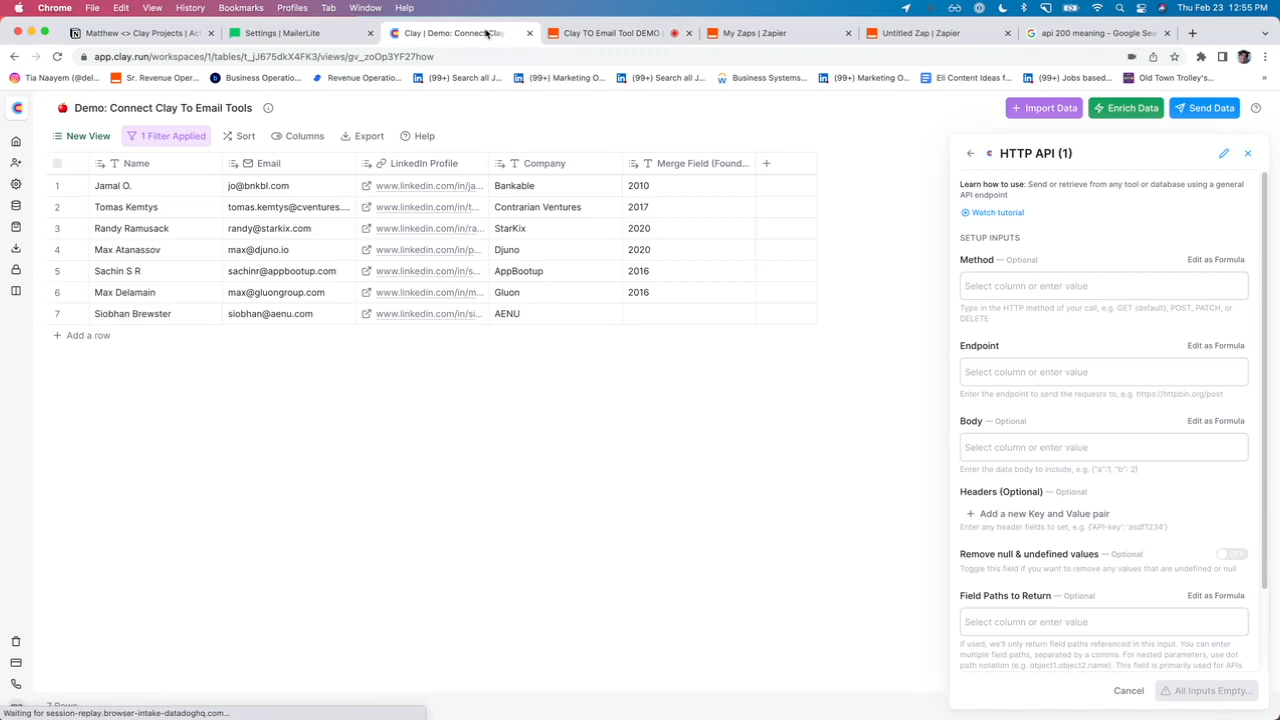 Chrome File Edit View History Bookmarks Profiles Tab Window Help
Fri Apr 7 12:55 PM
Matthew <> Clay Projects | Act
Settings | MailerLite
Clay | Demo: Connect Clay
Clay TO Email Tool DEMO |
My Zaps | Zapier
Untitled Zap | Zapier
api 200 meaning - Google Sea
app.clay.run/workspaces/1/tables/t_jJ675dkX4FK3/views/gv_zoOp3YF27how
Tia Naayem (@del...
Sr. Revenue Oper...
Business Operatio...
Revenue Operatio...
(99+) Search all J...
(99+) Marketing O...
(99+) Search all J...
Business Systems...
(99+) Marketing O...
Eli Content Ideas f...
(99+) Jobs based...
Old Town Trolley's...
Demo: Connect Clay To Email Tools
Import Data
Enrich Data
Send Data
New View
1 Filter Applied
Sort
Columns
Export
Help
Name Email LinkedIn Profile Company Merge Field (Found...
1 Jamal O. jo@bnkbl.com www.linkedin.com/in/ja... Bankable 2010
2 Tomas Kemtys tomas.kemtys@cventures.... www.linkedin.com/in/t... Contrarian Ventures 2017
3 Randy Ramusack randy@starkix.com www.linkedin.com/in/ra... StarKix 2020
4 Max Atanassov max@djuno.io www.linkedin.com/in/p... Djuno 2020
5 Sachin S R sachinr@appbootup.com www.linkedin.com/in/s... AppBootup 2016
6 Max Delamain max@gluongroup.com www.linkedin.com/in/m... Gluon 2016
7 Siobhan Brewster siobhan@aenu.com www.linkedin.com/in/si... AENU
+ Add a row
HTTP API (1)
Learn how to use: Send or retrieve from any tool or database using a general
API endpoint
Watch tutorial
SETUP INPUTS
Method — Optional Edit as Formula
Select column or enter value
Type in the HTTP method of your call, e.g. GET (default), POST, PATCH, or
DELETE
Endpoint Edit as Formula
Select column or enter value
Enter the endpoint to send the requests to, e.g. https://httpbin.org/post
Body — Optional Edit as Formula
Select column or enter value
Enter the data body to include, e.g. {"a":1, "b": 2}
Headers (Optional) — Optional
+ Add a new Key and Value pair
Enter any header fields to set, e.g. {'API-key': 'asdf1234'}
Remove null & undefined values — Optional OFF
Toggle this field if you want to remove any values that are undefined or null
Field Paths to Return — Optional Edit as Formula
Select column or enter value
If used, we'll only return field paths referenced in this input. You can enter
multiple field paths, separated by a comma. For nested parameters, use dot
path notation (e.g. object1.object2.name). This field is primarily used for APIs
Cancel
All Inputs Empty...
7 Rows
Waiting for session-replay.browser-intake-datadoghq.com...